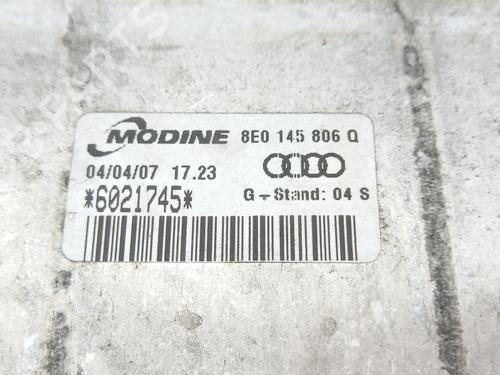 MODINE 8E0 145 806 Q
04/04/07 17.23
*6021745* G-Stand: 04 S